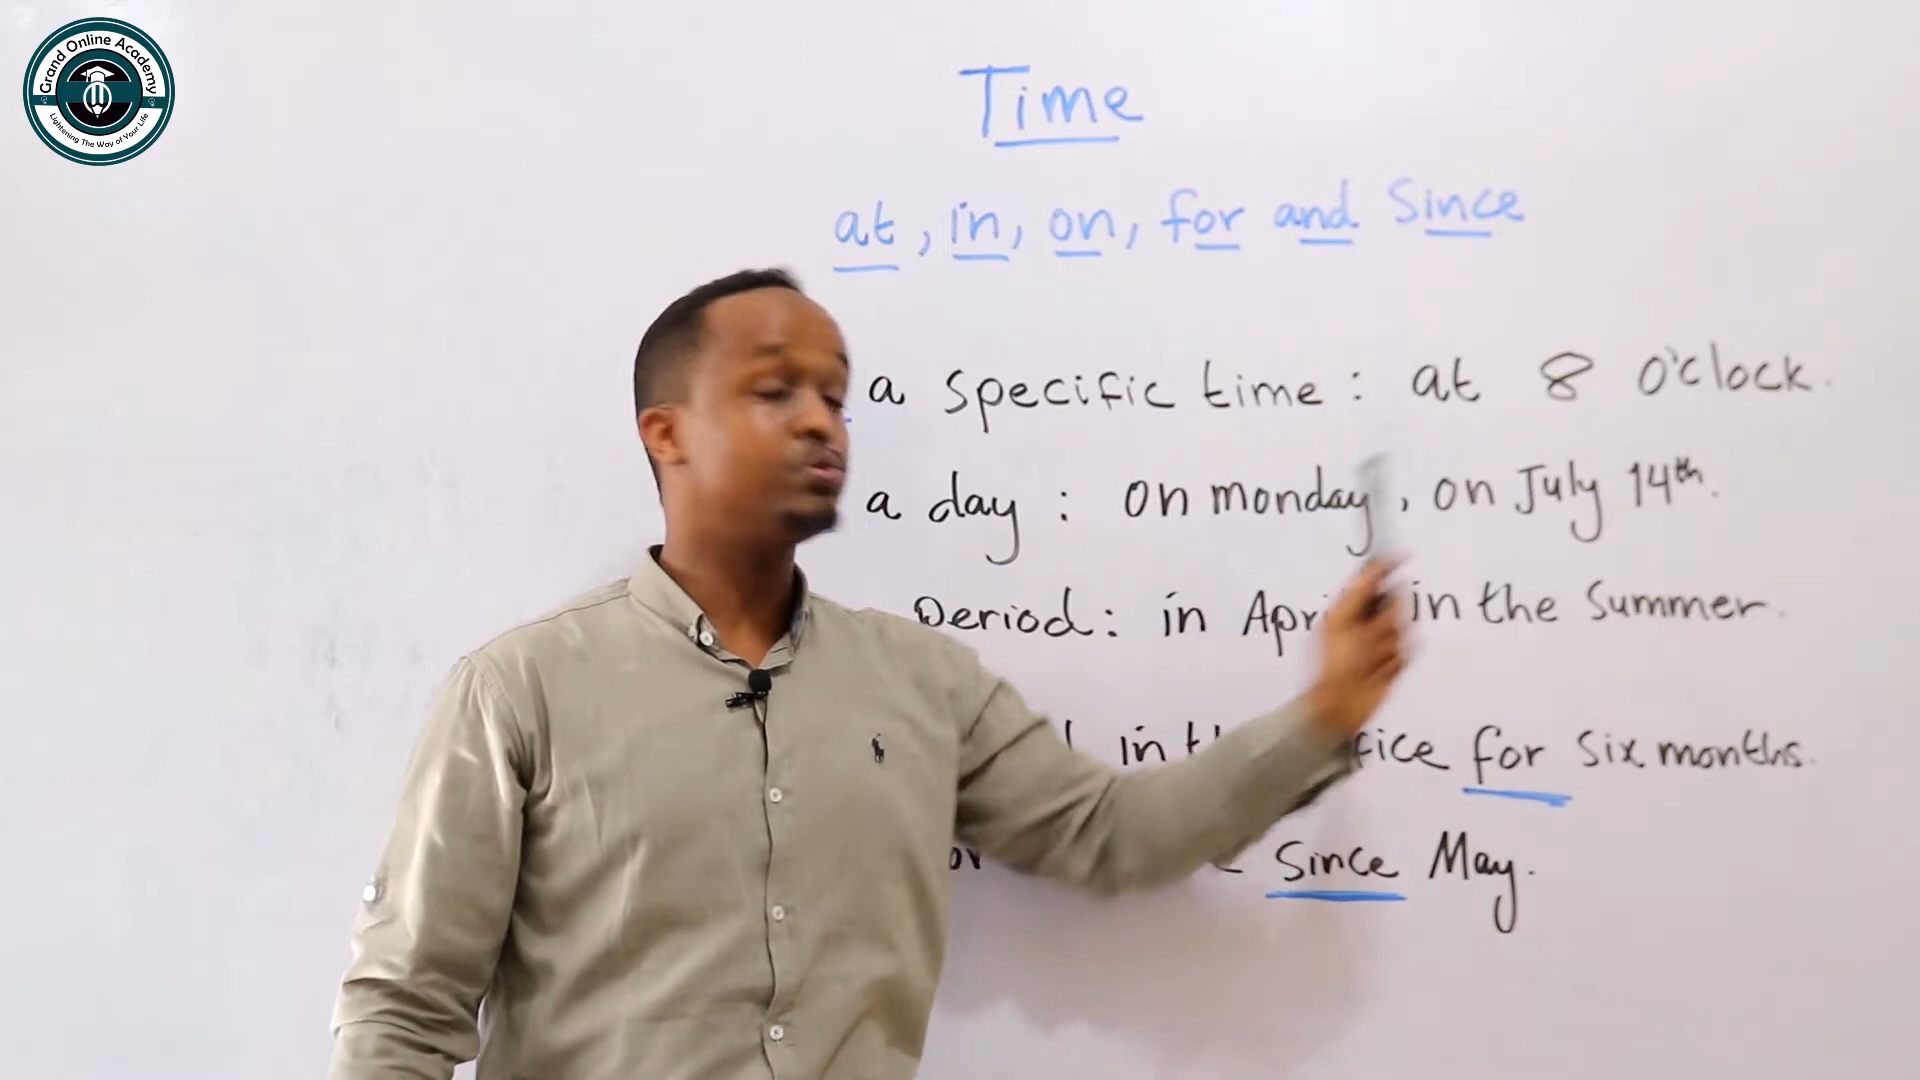 Grand Online Academy
Lightening The Way of Your Life
Time
at, in, on, for and Since
a specific time: at 8 o'clock.
a day: on monday, on July 14th.
Period: in in the Summer.
in for six months.
Since May.